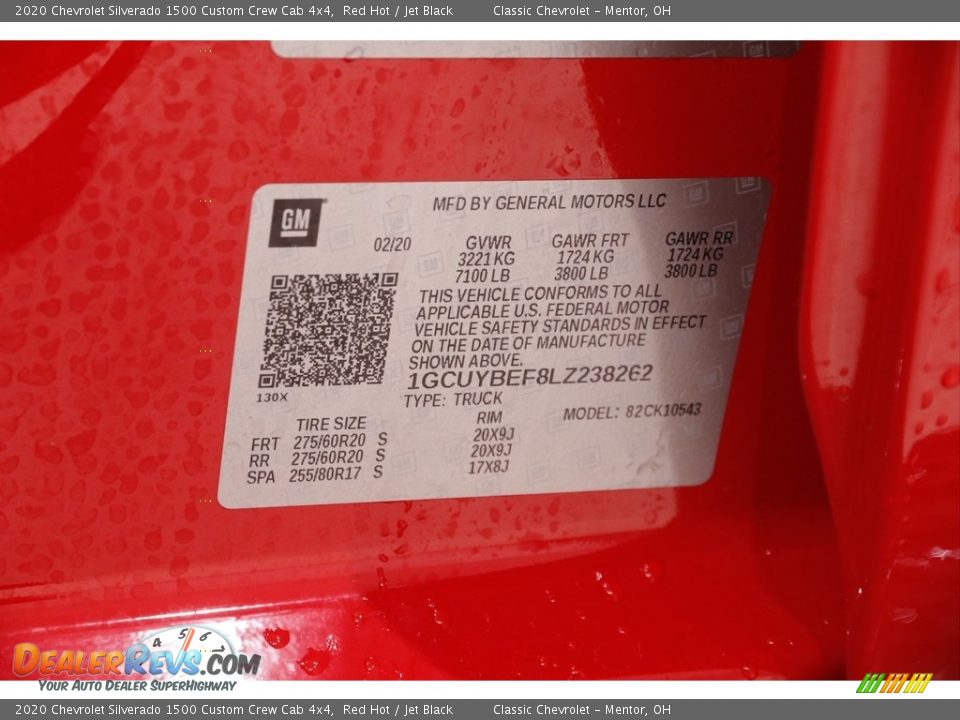 2020 Chevrolet Silverado 1500 Custom Crew Cab 4x4, Red Hot / Jet Black Classic Chevrolet – Mentor, OH
GM
MFD BY GENERAL MOTORS LLC
02/20 GVWR GAWR FRT GAWR RR
3221 KG 1724 KG 1724 KG
7100 LB 3800 LB 3800 LB
THIS VEHICLE CONFORMS TO ALL
APPLICABLE U.S. FEDERAL MOTOR
VEHICLE SAFETY STANDARDS IN EFFECT
ON THE DATE OF MANUFACTURE
SHOWN ABOVE.
1GCUYBEF8LZ238262
130X
TYPE: TRUCK
MODEL: 82CK10543
TIRE SIZE RIM
FRT 275/60R20 S 20X9J
RR 275/60R20 S 20X9J
SPA 255/80R17 S 17X8J
4 5 6
DealerRevs.com
Your Auto Dealer SuperHighway
2020 Chevrolet Silverado 1500 Custom Crew Cab 4x4, Red Hot / Jet Black Classic Chevrolet – Mentor, OH